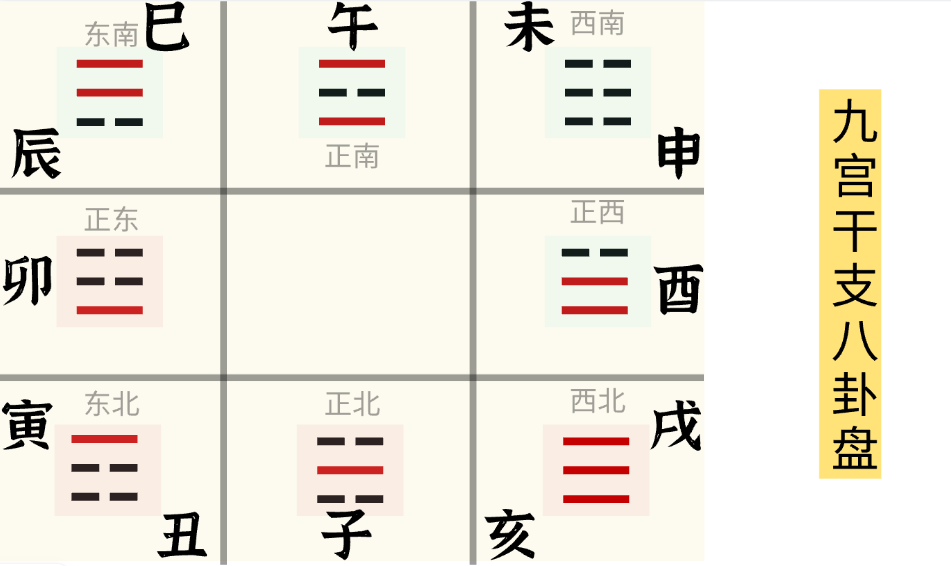 东南
巳
辰
午
正南
未
西南
申
正东
卯
正西
酉
东北
寅
丑
正北
子
西北
戌
亥
九宫干支八卦盘